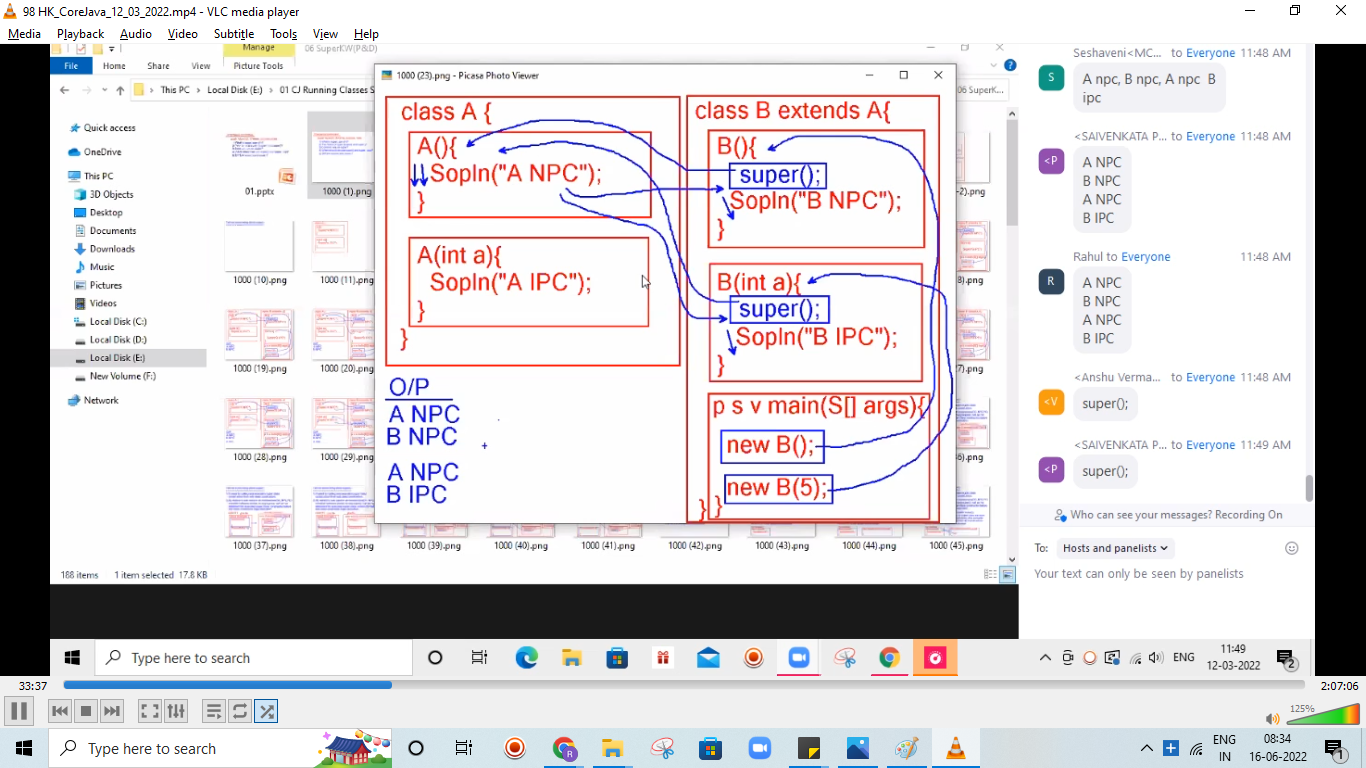 98 HK_CoreJava_12_03_2022.mp4 - VLC media player
Media Playback Audio Video Subtitle Tools View Help
Manage
06 SuperKW(P&D)
File Home Share View Picture Tools
This PC Local Disk (E:) 01 CJ Running Classes S
06 SuperK...
Quick access
OneDrive
This PC
3D Objects
Desktop
Documents
Downloads
Music
Pictures
Videos
Local Disk (C:)
Local Disk (D:)
Local Disk (E:)
New Volume (F:)
Network
01.pptx 1000 (1).png -2).png
1000 (10).png 1000 (11).png 8).png
1000 (19).png 1000 (20).png 7).png
1000 (28).png 1000 (29).png 6).png
1000 (37).png 1000 (38).png 1000 (39).png 1000 (40).png 1000 (41).png 1000 (42).png 1000 (43).png 1000 (44).png 1000 (45).png
188 items 1 item selected 17.8 KB
1000 (23).png - Picasa Photo Viewer
class A {
A(){
Sopln("A NPC");
}
A(int a){
Sopln("A IPC");
}
}
O/P
A NPC
B NPC
A NPC
B IPC
class B extends A{
B(){
super();
Sopln("B NPC");
}
B(int a){
super();
Sopln("B IPC");
}
p s v main(S[] args){
new B();
new B(5);
}}
Seshaveni<MC... to Everyone 11:48 AM
S
A npc, B npc, A npc B
ipc
<SAIVENKATA P... to Everyone 11:48 AM
<P
A NPC
B NPC
A NPC
B IPC
Rahul to Everyone 11:48 AM
R
A NPC
B NPC
A NPC
B IPC
<Anshu Verma... to Everyone 11:48 AM
<V
super();
<SAIVENKATA P... to Everyone 11:49 AM
<P
super();
Who can see your messages? Recording On
To: Hosts and panelists
Your text can only be seen by panelists
Type here to search
ENG
11:49
12-03-2022
2
33:37
2:07:06
125%
Type here to search
ENG
IN
08:34
16-06-2022
1